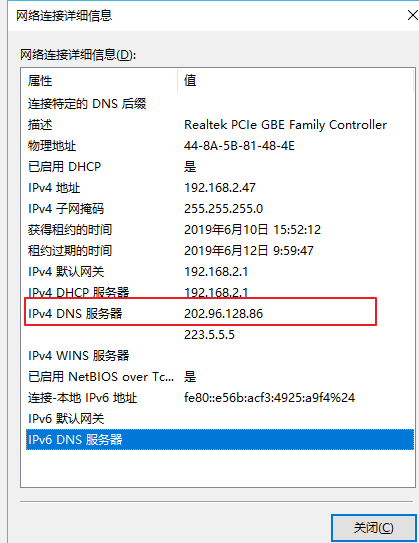 网络连接详细信息
网络连接详细信息(D):
属性 值
连接特定的 DNS 后缀
描述 Realtek PCIe GBE Family Controller
物理地址 44-8A-5B-81-48-4E
已启用 DHCP 是
IPv4 地址 192.168.2.47
IPv4 子网掩码 255.255.255.0
获得租约的时间 2019年6月10日 15:52:12
租约过期的时间 2019年6月12日 9:59:47
IPv4 默认网关 192.168.2.1
IPv4 DHCP 服务器 192.168.2.1
IPv4 DNS 服务器 202.96.128.86
223.5.5.5
IPv4 WINS 服务器
已启用 NetBIOS over Tc... 是
连接-本地 IPv6 地址 fe80::e56b:acf3:4925:a9f4%24
IPv6 默认网关
IPv6 DNS 服务器
关闭(C)